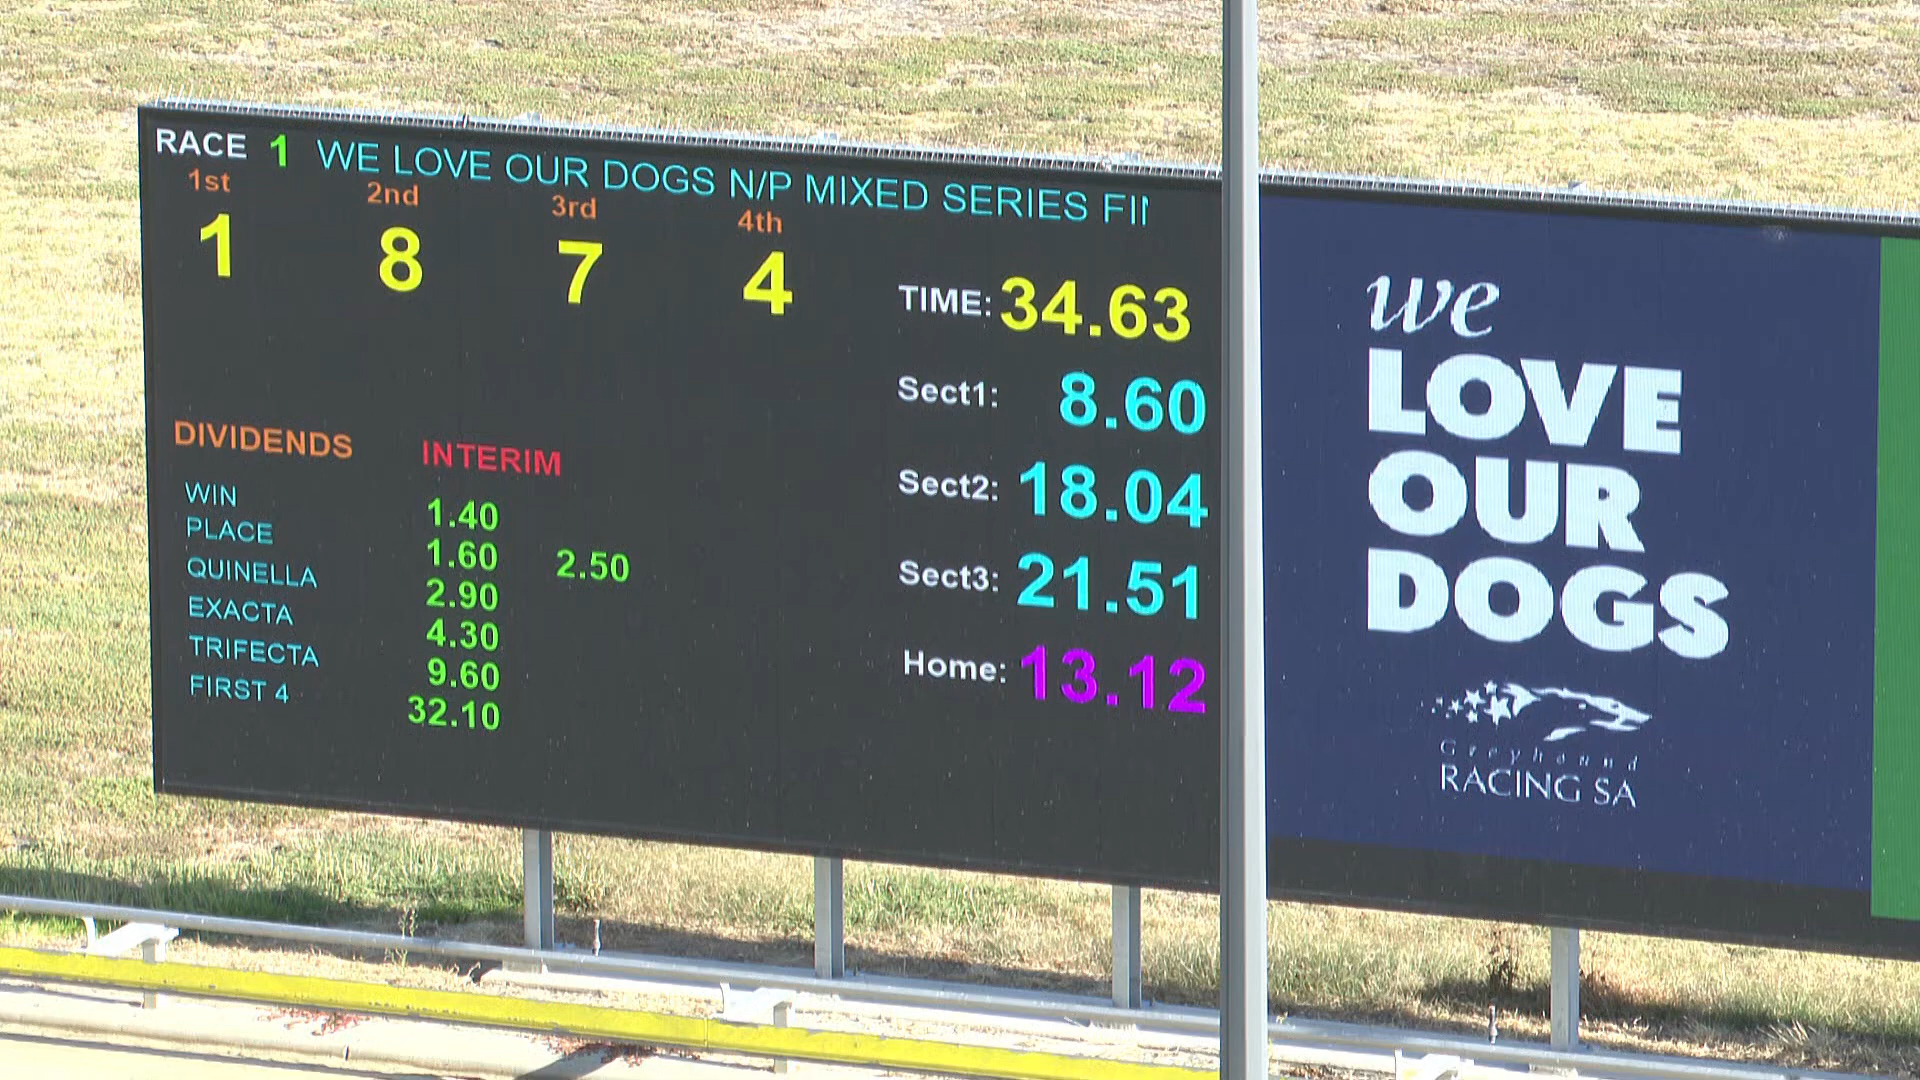 RACE 1 WE LOVE OUR DOGS N/P MIXED SERIES
1st 2nd 3rd 4th
1 8 7 4
TIME: 34.63
Sect1: 8.60
Sect2: 18.04
Sect3: 21.51
Home: 13.12
DIVIDENDS INTERIM
WIN 1.40
PLACE 1.60 2.50
QUINELLA 2.90
EXACTA 4.30
TRIFECTA 9.60
FIRST 4 32.10
we
LOVE
OUR
DOGS
Greyhound
RACING SA